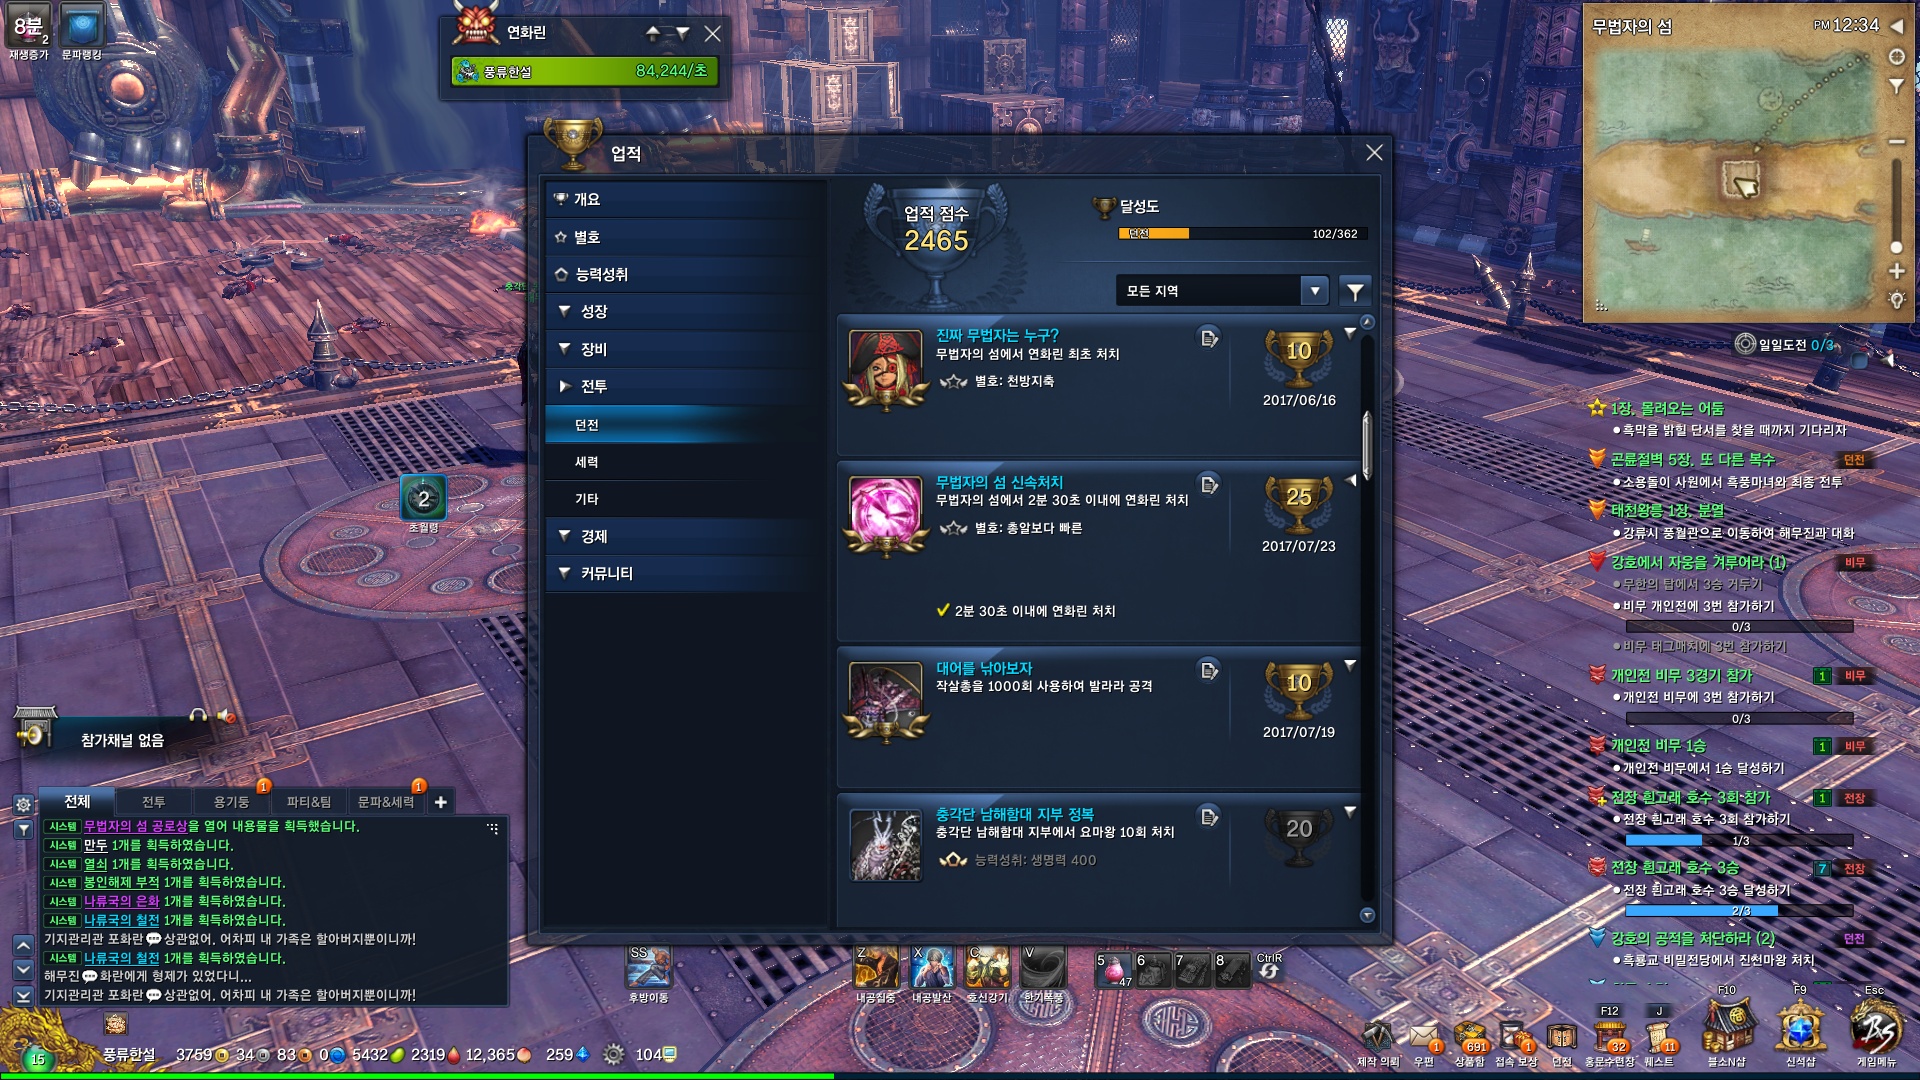 8분
2
재생증가
문파랭킹
연화린
풍류한설 84,244/초
무법자의 섬
PM 12:34
업적
개요
별호
능력성취
성장
장비
전투
던전
세력
기타
경제
커뮤니티
업적 점수
2465
달성도
던전 102/362
모든 지역
진짜 무법자는 누구?
무법자의 섬에서 연화린 최초 처치
별호: 천방지축
10
2017/06/16
무법자의 섬 신속처치
무법자의 섬에서 2분 30초 이내에 연화린 처치
별호: 총알보다 빠른
25
2017/07/23
2분 30초 이내에 연화린 처치
대어를 낚아보자
작살총을 1000회 사용하여 발라라 공격
10
2017/07/19
충각단 남해함대 지부 정복
충각단 남해함대 지부에서 요마왕 10회 처치
능력성취: 생명력 400
20
2
초월령
일일도전 0/3
1장. 몰려오는 어둠
흑막을 밝힐 단서를 찾을 때까지 기다리자
곤륜절벽 5장. 또 다른 복수 던전
소용돌이 사원에서 흑풍마녀와 최종 전투
태천왕릉 1장. 분열
강류시 풍월관으로 이동하여 해무진과 대화
강호에서 자웅을 겨루어라 (1) 비무
무한의 탑에서 3승 거두기
비무 개인전에 3번 참가하기
0/3
비무 태그매치에 3번 참가하기
개인전 비무 3경기 참가 1 비무
개인전 비무에 3번 참가하기
0/3
개인전 비무 1승 1 비무
개인전 비무에서 1승 달성하기
전장 흰고래 호수 3회 참가 1 전장
전장 흰고래 호수 3회 참가하기
1/3
전장 흰고래 호수 3승 7 전장
전장 흰고래 호수 3승 달성하기
2/3
강호의 공적을 처단하라 (2) 던전
흑룡교 비밀전당에서 진천마왕 처치
참가채널 없음
전체 전투 용기둥 1 파티&팀 문파&세력 1 +
시스템 무법자의 섬 공로상을 열어 내용물을 획득했습니다.
시스템 만두 1개를 획득하였습니다.
시스템 열쇠 1개를 획득하였습니다.
시스템 봉인해제 부적 1개를 획득하였습니다.
시스템 나류국의 은화 1개를 획득하였습니다.
시스템 나류국의 철전 1개를 획득하였습니다.
기지관리관 포화란 상관없어. 어차피 내 가족은 할아버지뿐이니까!
시스템 나류국의 철전 1개를 획득하였습니다.
해무진 화란에게 형제가 있었다니...
기지관리관 포화란 상관없어. 어차피 내 가족은 할아버지뿐이니까!
SS
후방이동
Z
내공집중
X
내공발산
C
호신강기
V
한기폭풍
5 47 6 7 8 CtrlR
15
풍류한설 3759 34 83 0 5432 2319 12,365 259 104
제작 의뢰
우편 1
상품함 691
접속 보상 1
던전
F12
홍문수련장 32
J
퀘스트 11
F10
블소N샵
F9
신석샵
Esc
BS
게임메뉴